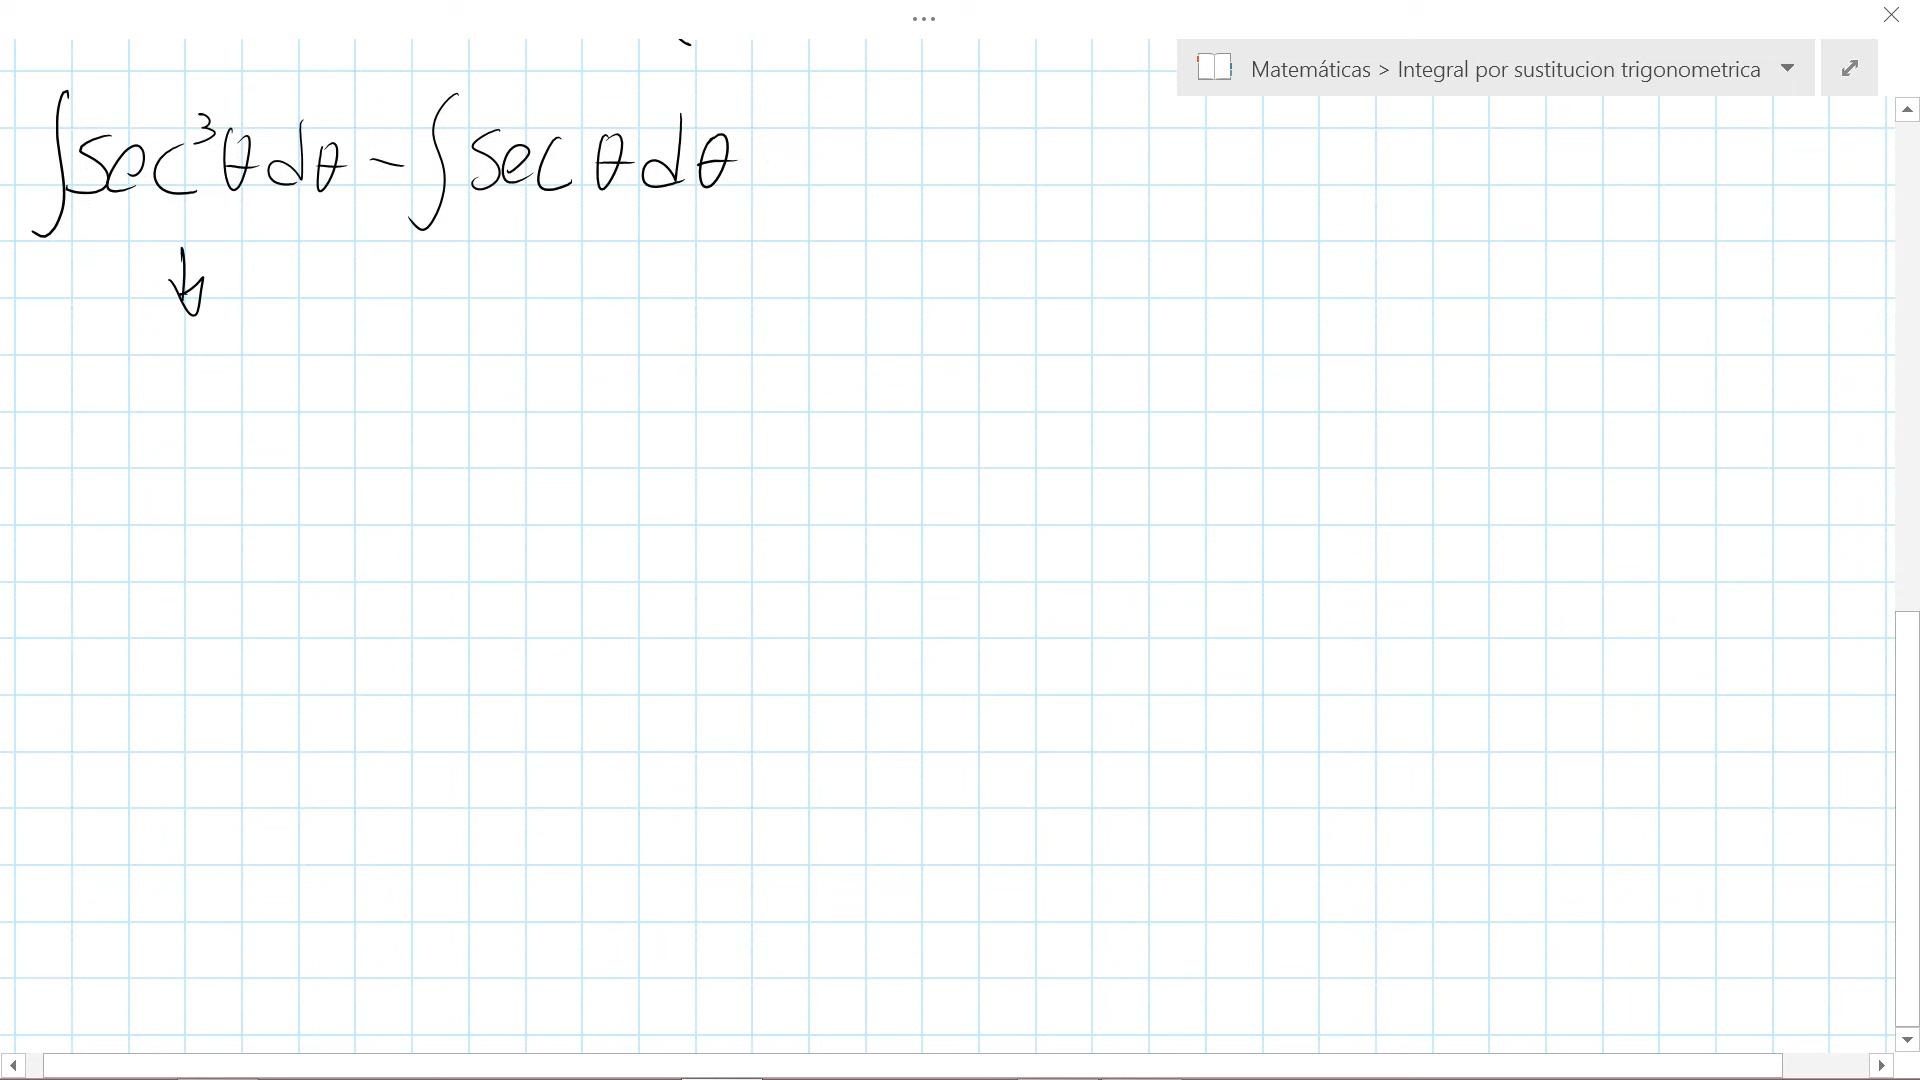 Matemáticas > Integral por sustitucion trigonometrica
∫sec³θdθ − ∫secθdθ
↓